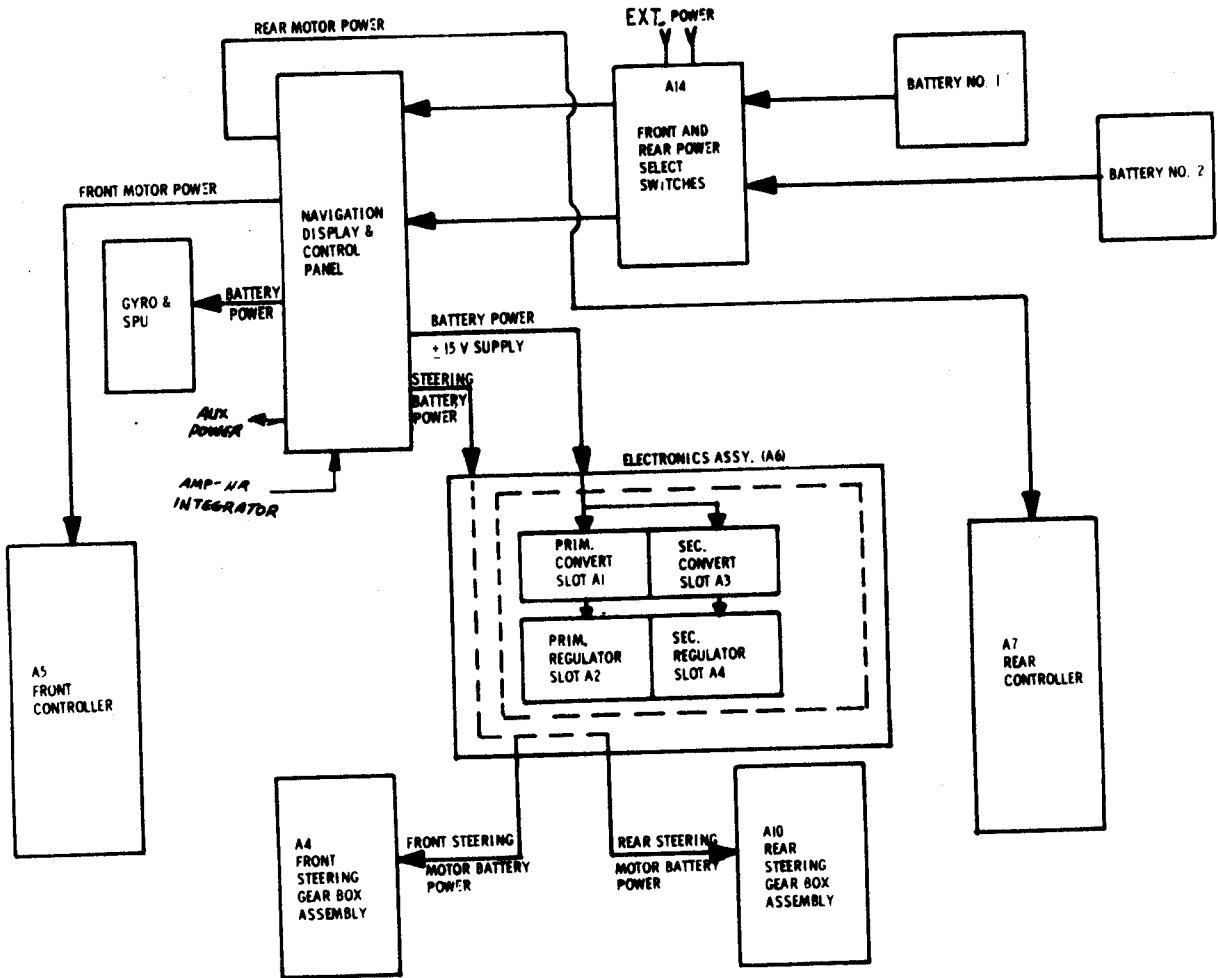 REAR MOTOR POWER
EXT. POWER
A14
FRONT AND
REAR POWER
SELECT
SWITCHES
BATTERY NO. 1
BATTERY NO. 2
FRONT MOTOR POWER
NAVIGATION
DISPLAY &
CONTROL
PANEL
GYRO &
SPU
BATTERY
POWER
BATTERY POWER
± 15 V SUPPLY
STEERING
BATTERY
POWER
AUX
POWER
AMP-HR
INTEGRATOR
ELECTRONICS ASSY. (A6)
PRIM.
CONVERT
SLOT A1
SEC.
CONVERT
SLOT A3
PRIM.
REGULATOR
SLOT A2
SEC.
REGULATOR
SLOT A4
A5
FRONT
CONTROLLER
A7
REAR
CONTROLLER
A4
FRONT
STEERING
GEAR BOX
ASSEMBLY
FRONT STEERING
MOTOR BATTERY
POWER
REAR STEERING
MOTOR BATTERY
POWER
A10
REAR
STEERING
GEAR BOX
ASSEMBLY